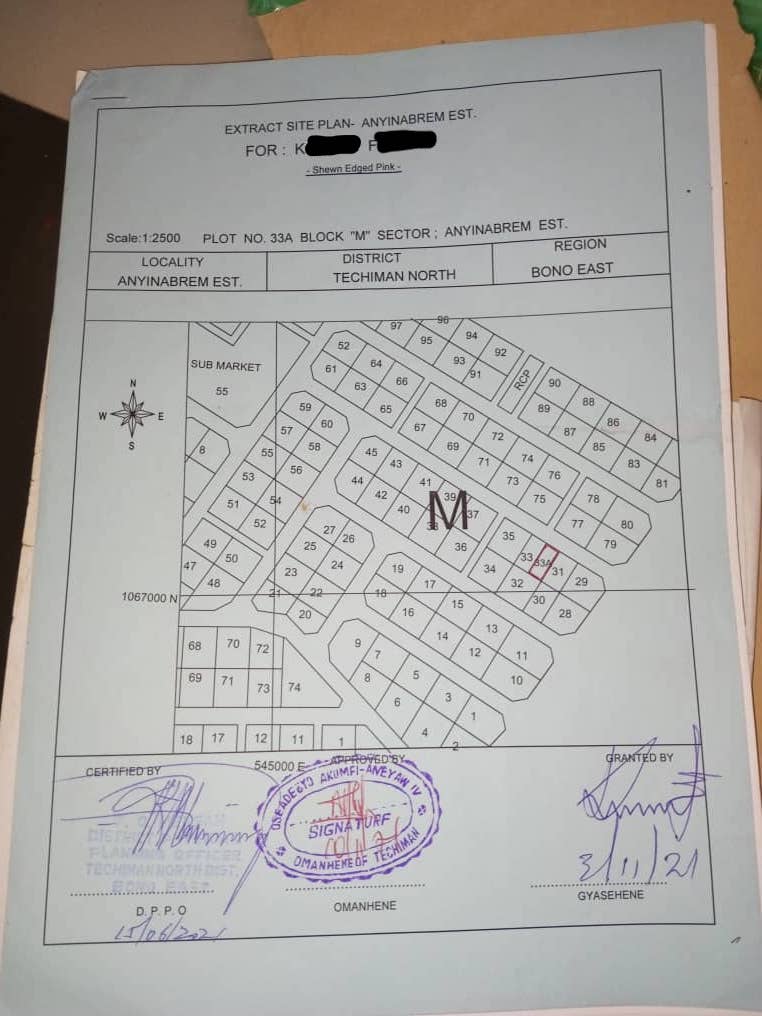 EXTRACT SITE PLAN- ANYINABREM EST.
FOR : K F
- Shewn Edged Pink -
Scale:1:2500 PLOT NO. 33A BLOCK "M" SECTOR ; ANYINABREM EST.
LOCALITY DISTRICT REGION
ANYINABREM EST. TECHIMAN NORTH BONO EAST
97 96 94 92
95 93 91
RCP
90 88 86 84
89 87 85 83 81
52 64 66
61 63 65
68 70 72 74 76
67 69 71 73 75
78 80
77 79
SUB MARKET
55
N
W E
S
8
59 60
57 58
55 56
53 54
51 52
45 43 41 39 37
44 42 40 38 36
M
35 33 33A 31 29
34 32 30 28
49 50
47 48
27 26
25 24
23 22
21 20
19 17 15 13 11
18 16 14 12 10
1067000 N
68 70 72
69 71 73 74
9 7 5 3 1
8 6 4 2
18 17 12 11 1
545000 E
CERTIFIED BY APPROVED BY GRANTED BY
DISTRICT
PLANNING OFFICER
TECHIMAN NORTH DIST.
BONO EAST
OSEADEEYO AKUMFI-AMEYAW IV
SIGNATURE
OMANHENE OF TECHIMAN
3/11/21
D. P. P. O OMANHENE GYASEHENE
15/06/2021